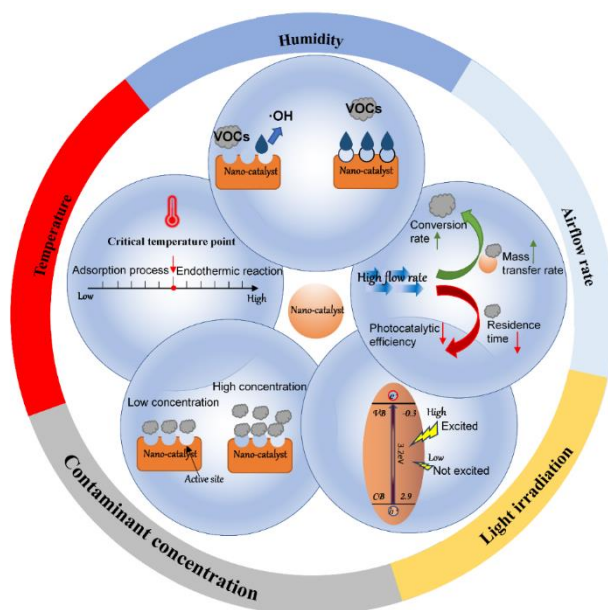 Humidity
VOCs
·OH
VOCs
Nano-catalyst
Nano-catalyst
Temperature
Critical temperature point
Adsorption process
Endothermic reaction
Low
High
Airflow rate
Conversion
rate
Mass
transfer rate
High flow rate
Photocatalytic
efficiency
Residence
time
Nano-catalyst
Low concentration
High concentration
Nano-catalyst
Nano-catalyst
Active site
Contaminant concentration
VB
-0.3
High
Excited
3.2eV
Low
Not excited
CB
2.9
Light irradiation